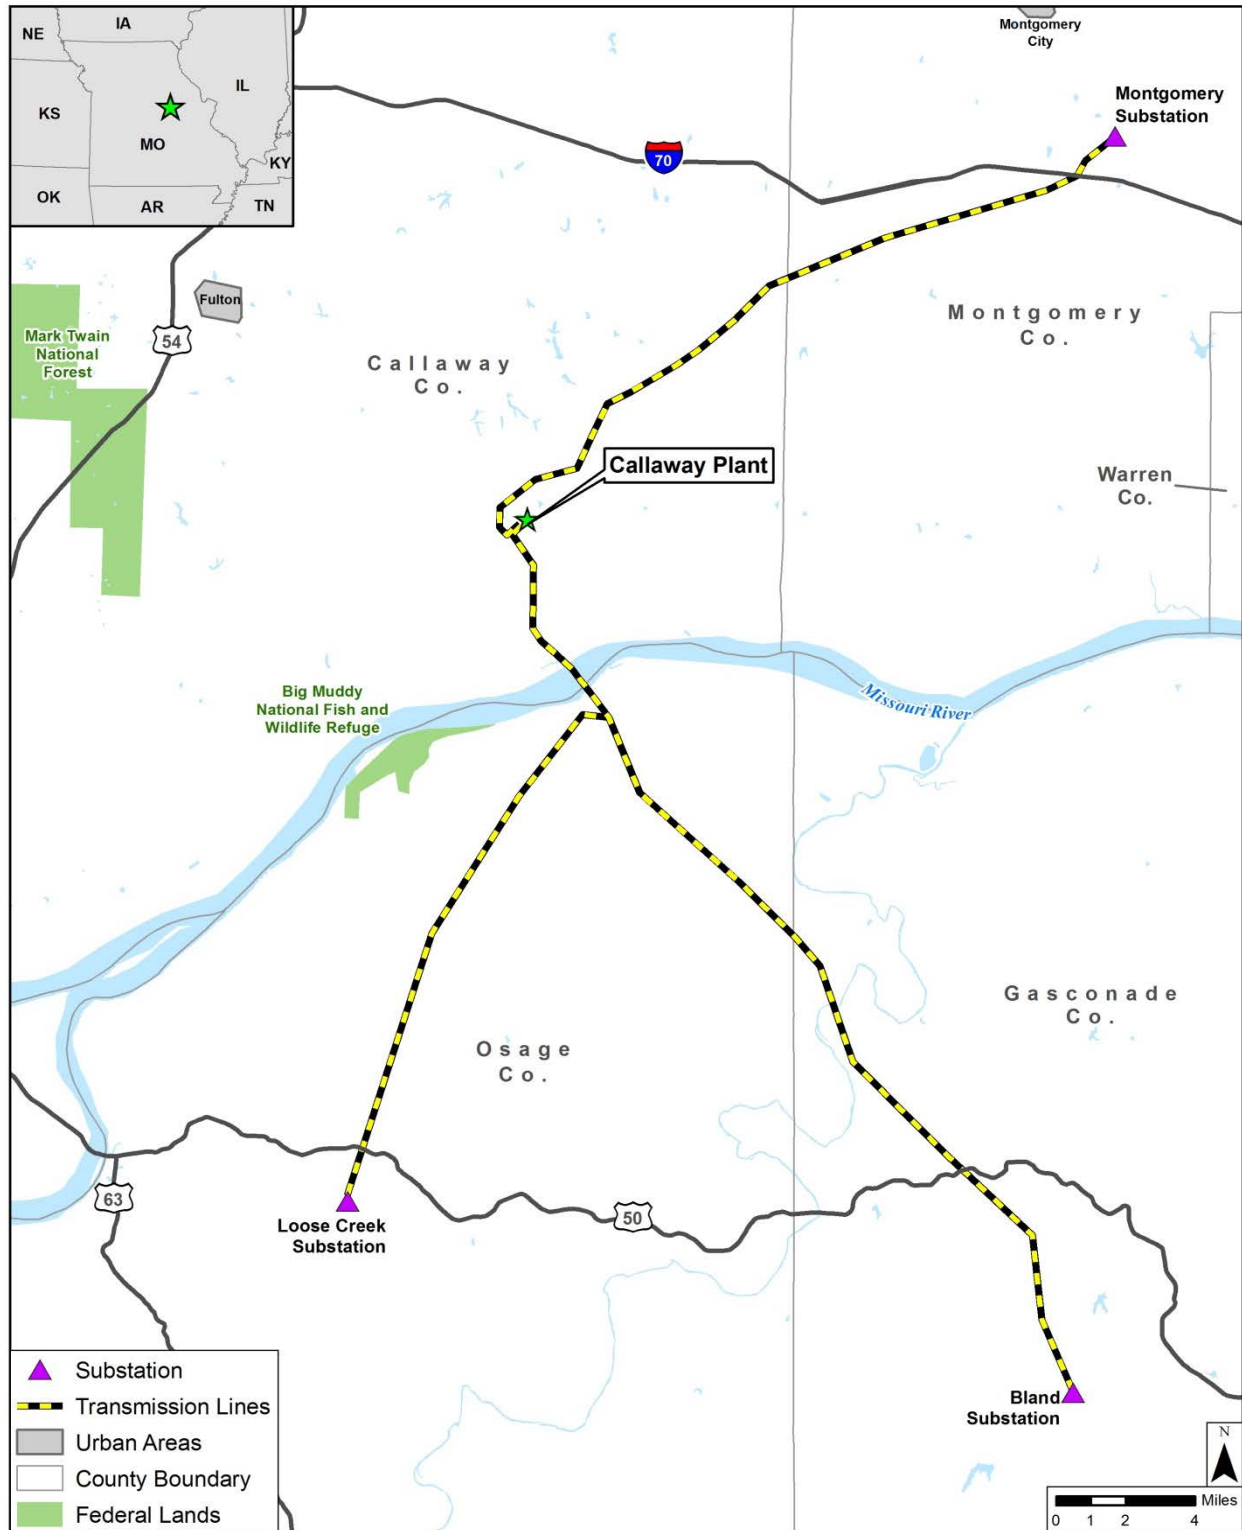 NE
IA
IL
KS
MO
KY
OK
AR
TN
Montgomery
City
Montgomery
Substation
70
Fulton
54
Mark Twain
National
Forest
Callaway
Co.
Montgomery
Co.
Callaway Plant
Warren
Co.
Big Muddy
National Fish and
Wildlife Refuge
Missouri River
Gasconade
Co.
Osage
Co.
63
50
Loose Creek
Substation
Bland
Substation
Substation
Transmission Lines
Urban Areas
County Boundary
Federal Lands
N
Miles
0 1 2 4